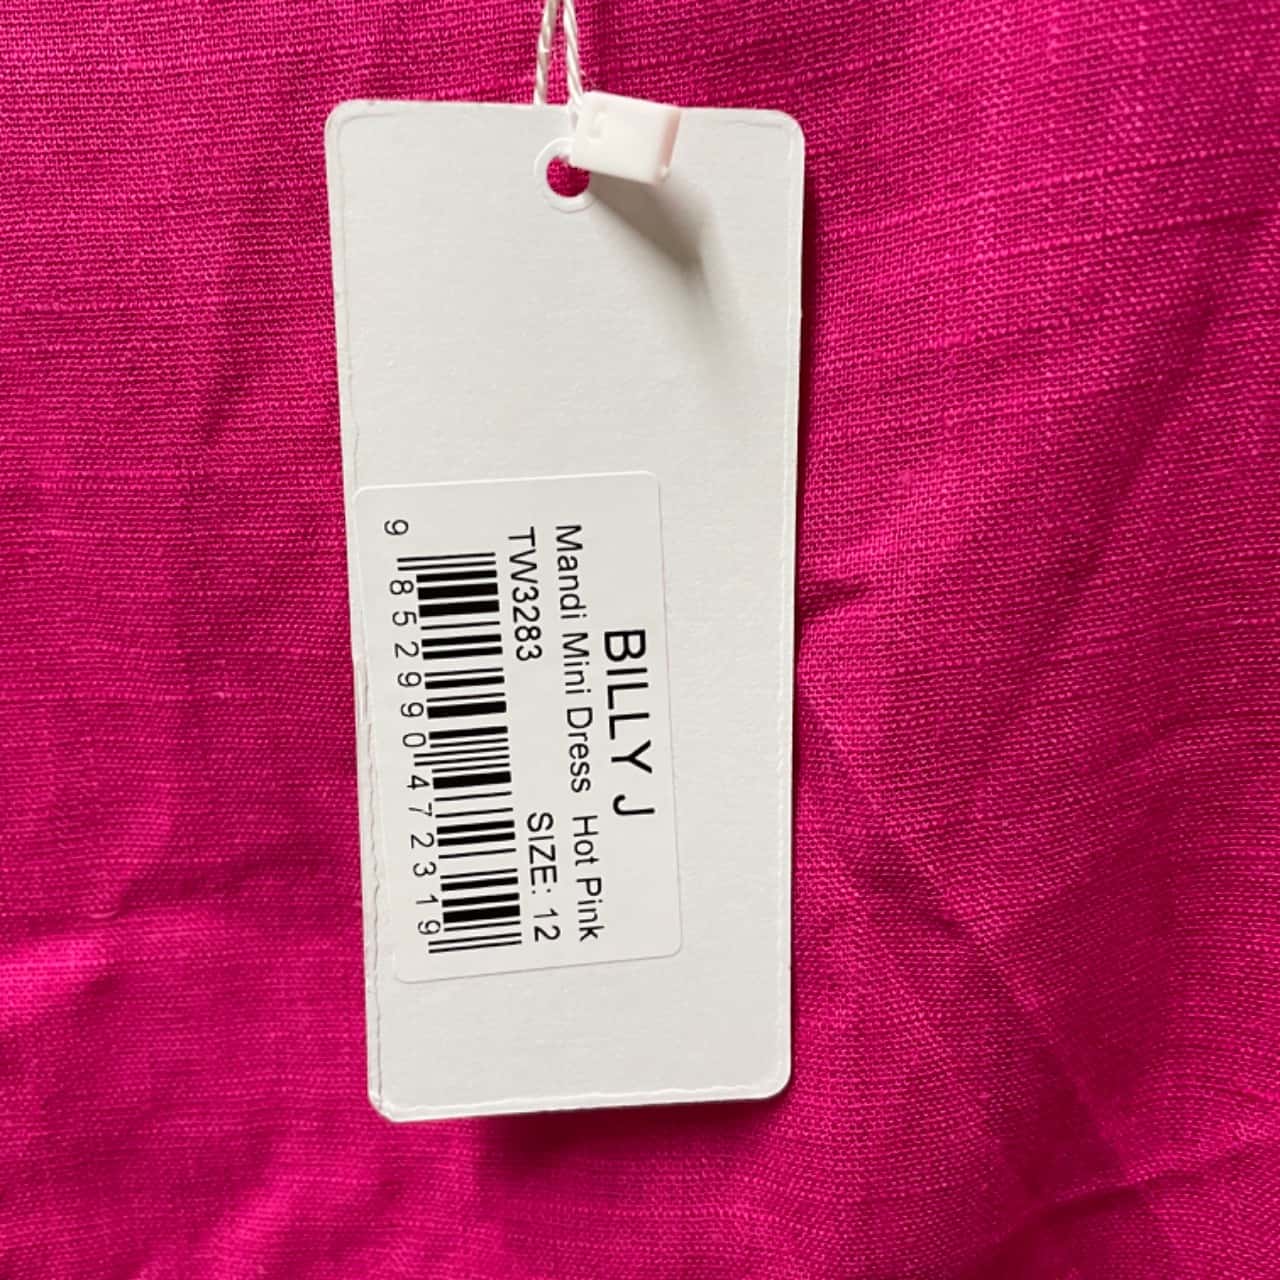 BILLY J
Mandi Mini Dress Hot Pink
TW3283 SIZE: 12
9 852990 472319